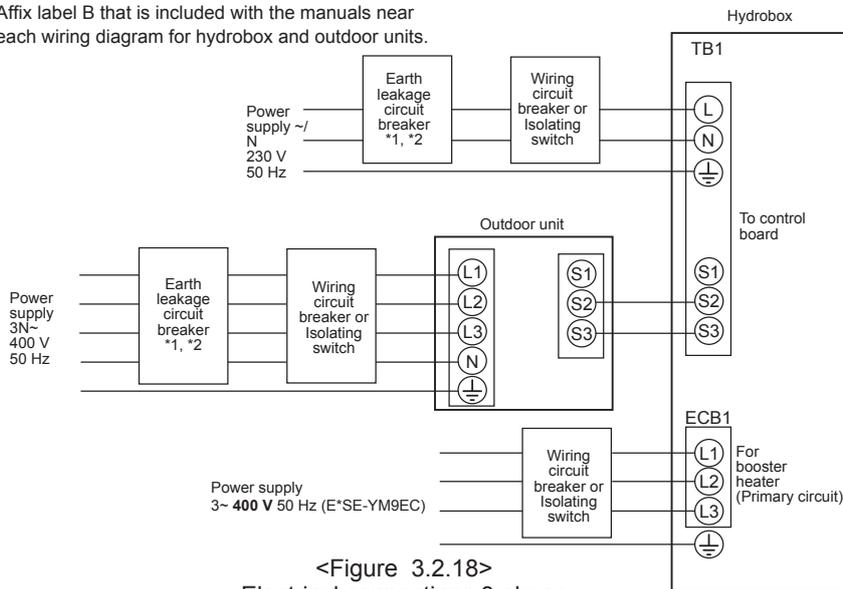 Affix label B that is included with the manuals near
each wiring diagram for hydrobox and outdoor units.
Hydrobox
TB1
Power
supply ~/
N
230 V
50 Hz
Earth
leakage
circuit
breaker
*1, *2
Wiring
circuit
breaker or
Isolating
switch
L
N
To control
board
S1
S2
S3
Outdoor unit
Power
supply
3N~
400 V
50 Hz
Earth
leakage
circuit
breaker
*1, *2
Wiring
circuit
breaker or
Isolating
switch
L1
L2
L3
N
S1
S2
S3
ECB1
Power supply
3~ 400 V 50 Hz (E*SE-YM9EC)
Wiring
circuit
breaker or
Isolating
switch
L1
L2
L3
For
booster
heater
(Primary circuit)
<Figure 3.2.18>